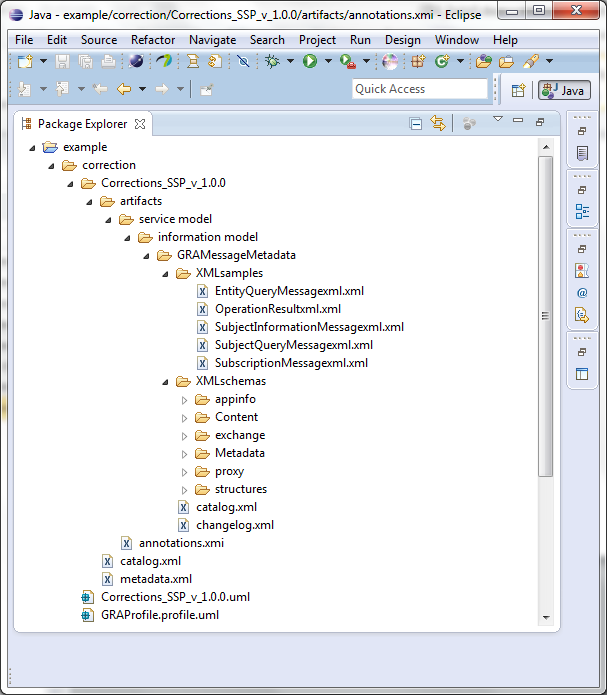 Java - example/correction/Corrections_SSP_v_1.0.0/artifacts/annotations.xmi - Eclipse
File Edit Source Refactor Navigate Search Project Run Design Window Help
Quick Access
Java
Package Explorer
example
correction
Corrections_SSP_v_1.0.0
artifacts
service model
information model
GRAMessageMetadata
XMLsamples
EntityQueryMessagexml.xml
OperationResultxml.xml
SubjectInformationMessagexml.xml
SubjectQueryMessagexml.xml
SubscriptionMessagexml.xml
XMLschemas
appinfo
Content
exchange
Metadata
proxy
structures
catalog.xml
changelog.xml
annotations.xmi
catalog.xml
metadata.xml
Corrections_SSP_v_1.0.0.uml
GRAProfile.profile.uml